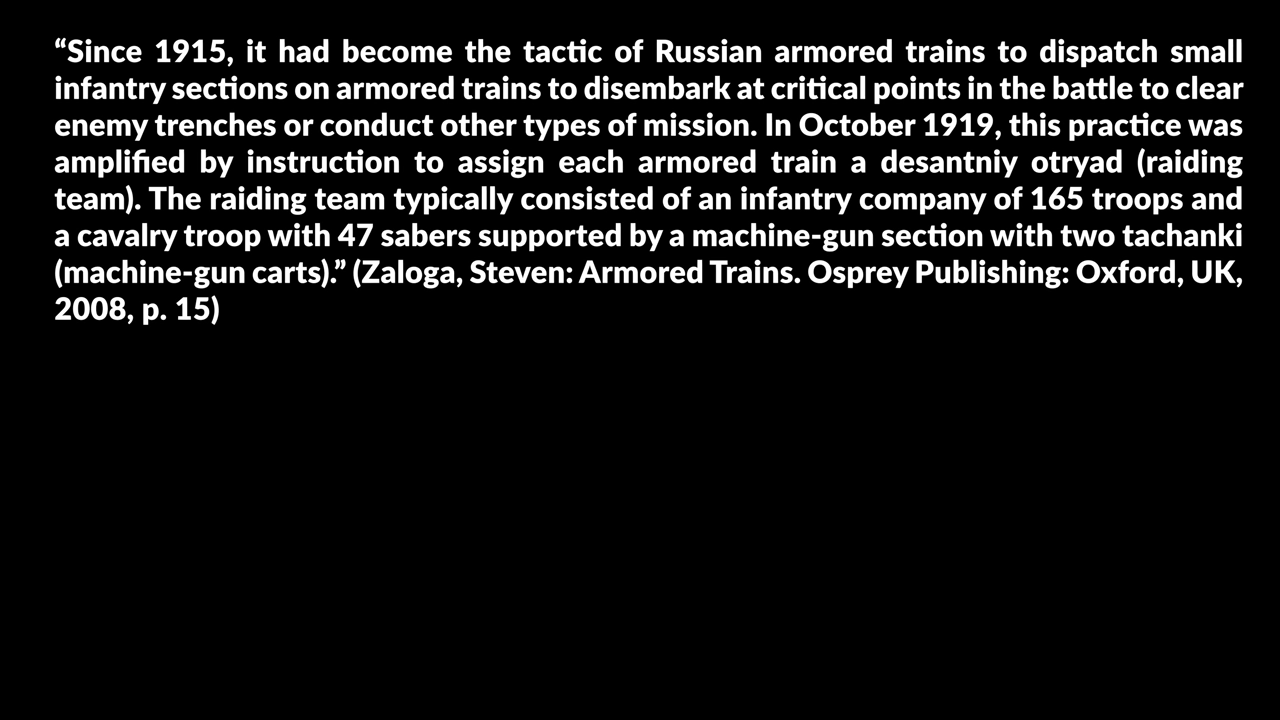 “Since 1915, it had become the tactic of Russian armored trains to dispatch small
infantry sections on armored trains to disembark at critical points in the battle to clear
enemy trenches or conduct other types of mission. In October 1919, this practice was
amplified by instruction to assign each armored train a desantniy otryad (raiding
team). The raiding team typically consisted of an infantry company of 165 troops and
a cavalry troop with 47 sabers supported by a machine-gun section with two tachanki
(machine-gun carts).” (Zaloga, Steven: Armored Trains. Osprey Publishing: Oxford, UK,
2008, p. 15)